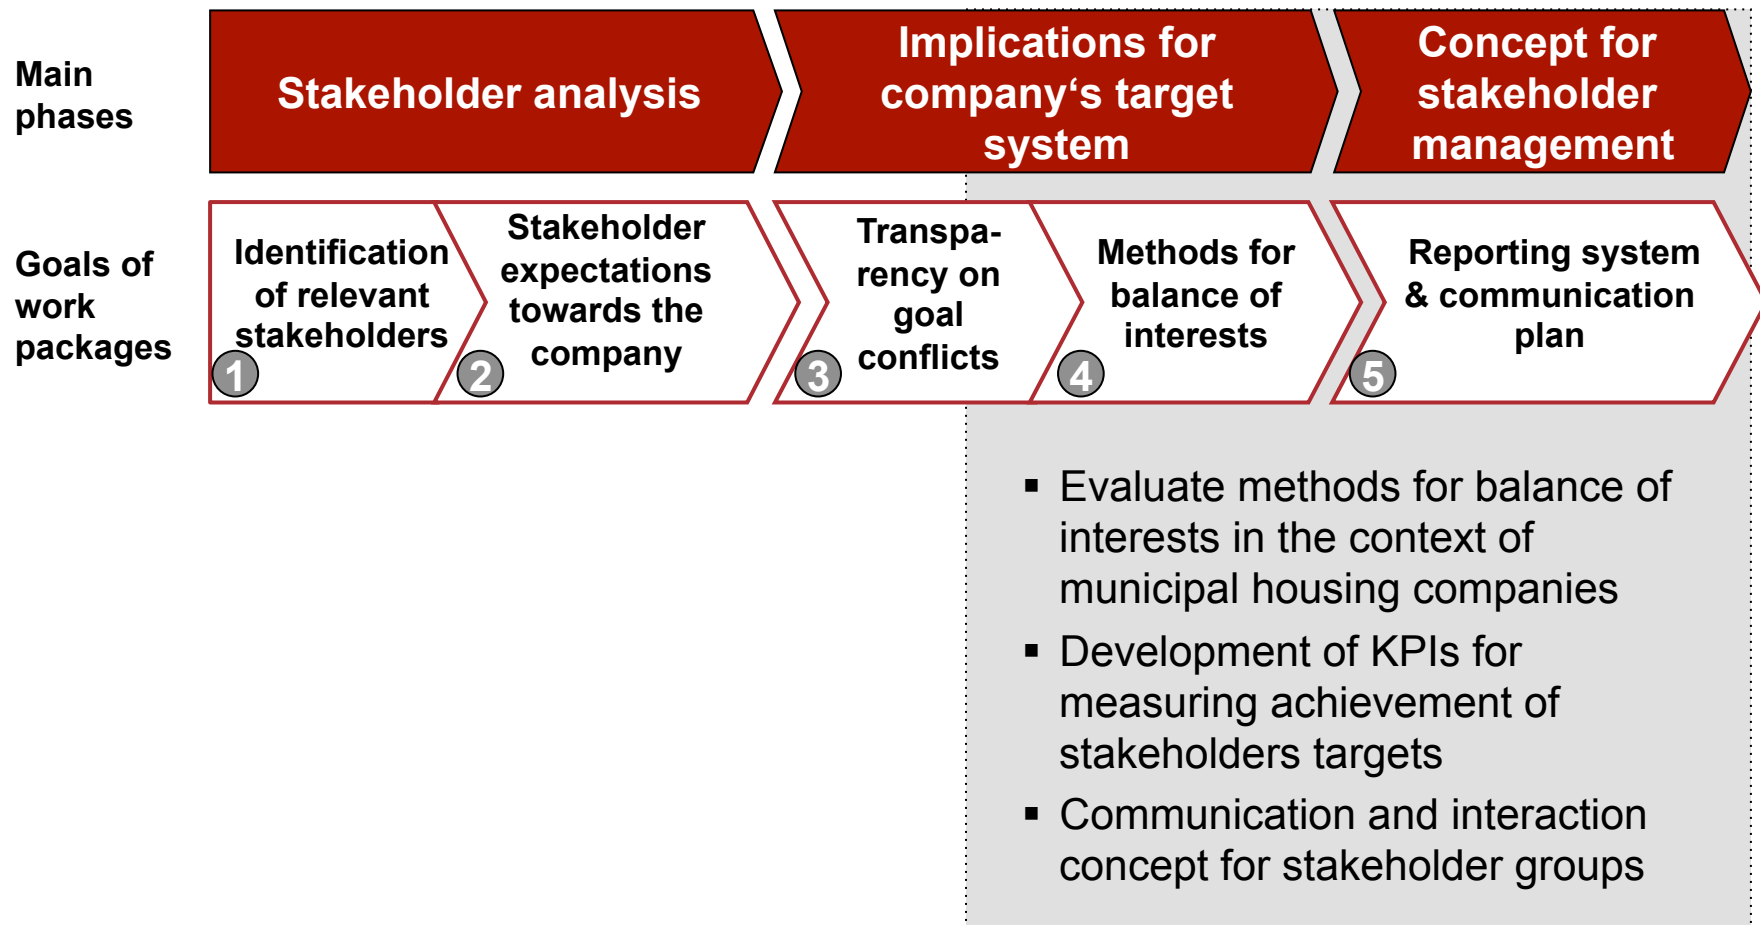 Main
phases
Stakeholder analysis
Implications for
company‘s target
system
Concept for
stakeholder
management
Goals of
work
packages
Identification
of relevant
stakeholders
1
Stakeholder
expectations
towards the
company
2
Transpa-
rency on
goal
conflicts
3
Methods for
balance of
interests
4
Reporting system
& communication
plan
5
▪ Evaluate methods for balance of
interests in the context of
municipal housing companies
▪ Development of KPIs for
measuring achievement of
stakeholders targets
▪ Communication and interaction
concept for stakeholder groups